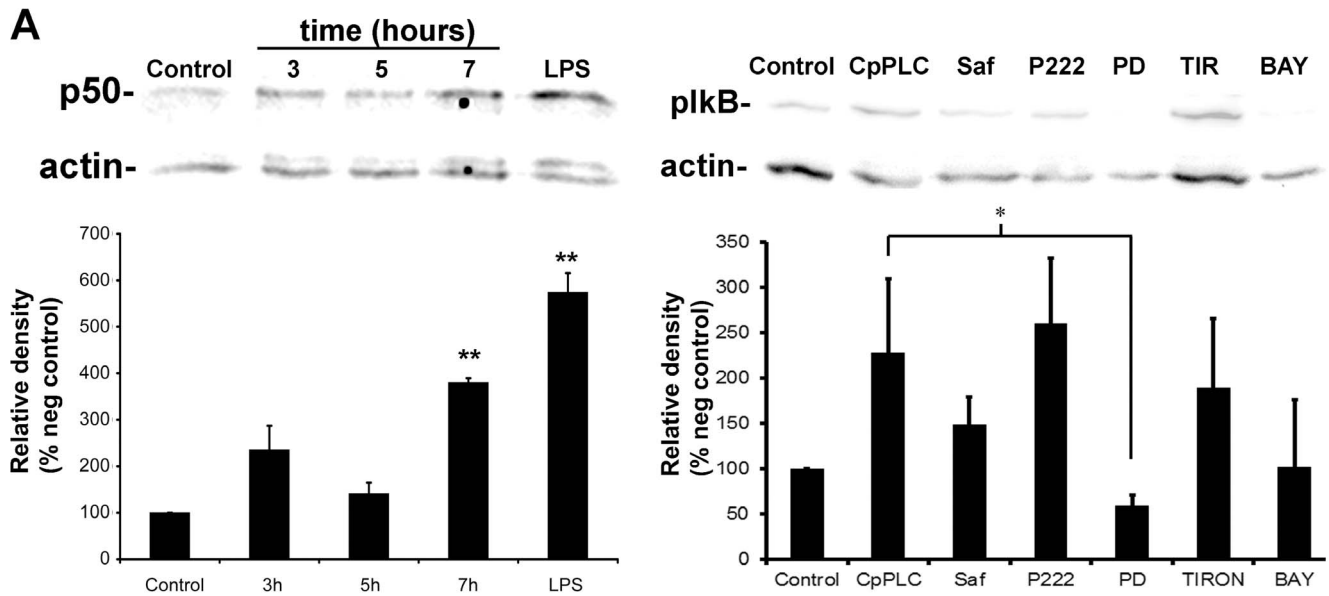 A
time (hours)
Control 3 5 7 LPS
p50-
actin-
Relative density
(% neg control)
700
600
500
400
300
200
100
0
**
**
Control 3h 5h 7h LPS
Control CpPLC Saf P222 PD TIR BAY
pIkB-
actin-
Relative density
(% neg control)
350
300
250
200
150
100
50
0
*
Control CpPLC Saf P222 PD TIRON BAY